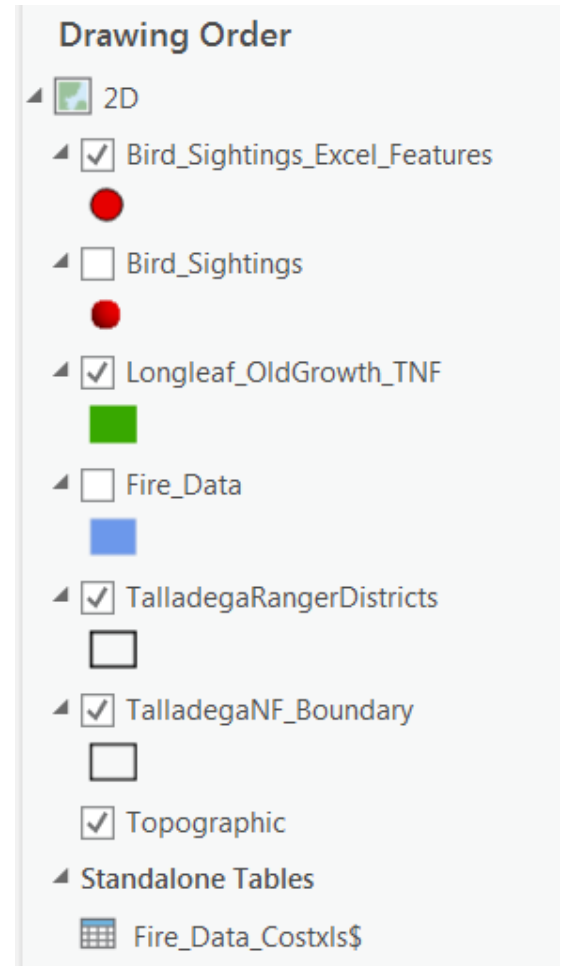 Drawing Order
2D
Bird_Sightings_Excel_Features
Bird_Sightings
Longleaf_OldGrowth_TNF
Fire_Data
TalladegaRangerDistricts
TalladegaNF_Boundary
Topographic
Standalone Tables
Fire_Data_Costxls$